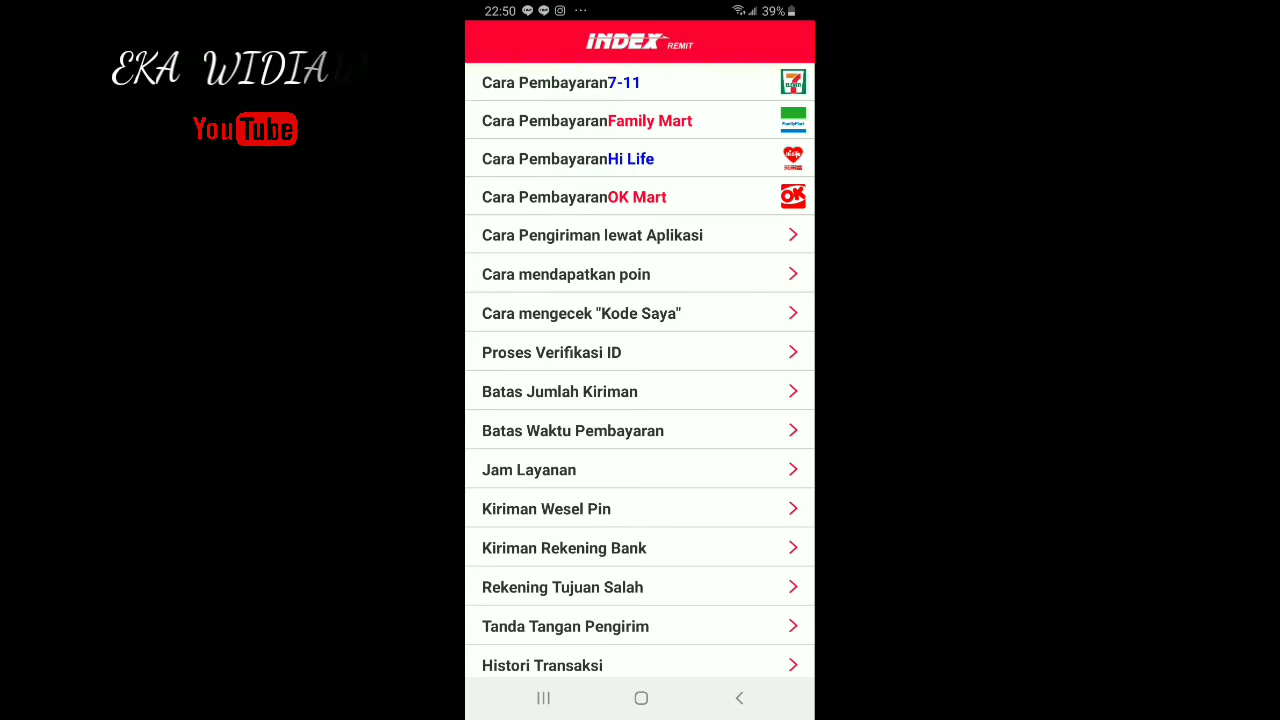 22:50
39%
EKA WIDIA
YouTube
INDEX REMIT
Cara Pembayaran7-11
Cara PembayaranFamily Mart
FamilyMart
Cara PembayaranHi Life
Cara PembayaranOK Mart
OK
Cara Pengiriman lewat Aplikasi
Cara mendapatkan poin
Cara mengecek "Kode Saya"
Proses Verifikasi ID
Batas Jumlah Kiriman
Batas Waktu Pembayaran
Jam Layanan
Kiriman Wesel Pin
Kiriman Rekening Bank
Rekening Tujuan Salah
Tanda Tangan Pengirim
Histori Transaksi